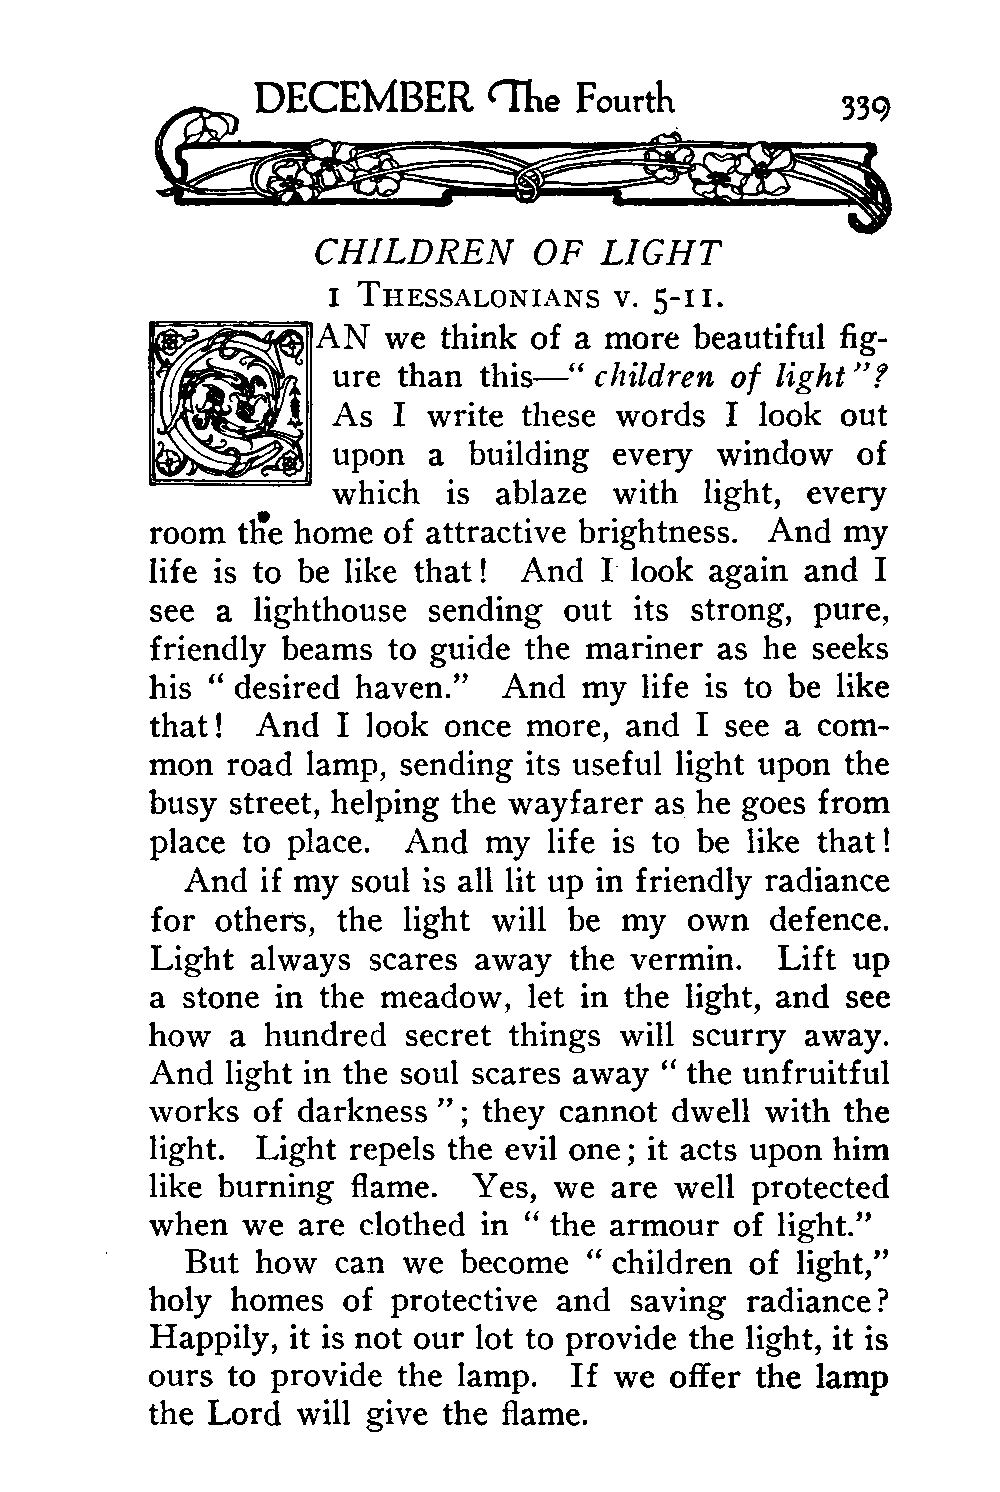 DECEMBER The Fourth 339
CHILDREN OF LIGHT
1 THESSALONIANS v. 5-11.
CAN we think of a more beautiful fig-
ure than this—“ children of light ”?
As I write these words I look out
upon a building every window of
which is ablaze with light, every
room the home of attractive brightness. And my
life is to be like that! And I look again and I
see a lighthouse sending out its strong, pure,
friendly beams to guide the mariner as he seeks
his “ desired haven.” And my life is to be like
that! And I look once more, and I see a com-
mon road lamp, sending its useful light upon the
busy street, helping the wayfarer as he goes from
place to place. And my life is to be like that!
And if my soul is all lit up in friendly radiance
for others, the light will be my own defence.
Light always scares away the vermin. Lift up
a stone in the meadow, let in the light, and see
how a hundred secret things will scurry away.
And light in the soul scares away “ the unfruitful
works of darkness ”; they cannot dwell with the
light. Light repels the evil one; it acts upon him
like burning flame. Yes, we are well protected
when we are clothed in “ the armour of light.”
But how can we become “ children of light,”
holy homes of protective and saving radiance?
Happily, it is not our lot to provide the light, it is
ours to provide the lamp. If we offer the lamp
the Lord will give the flame.